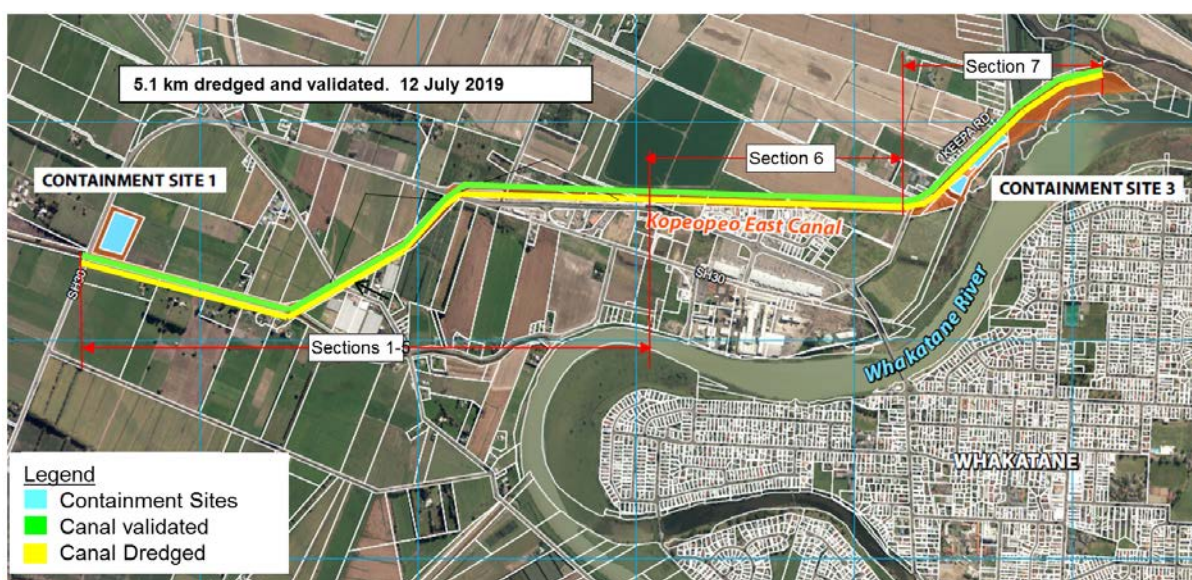 5.1 km dredged and validated. 12 July 2019
Section 7
KEEPA RD
Section 6
CONTAINMENT SITE 1
CONTAINMENT SITE 3
Kopeopeo East Canal
SH30
SH30
Sections 1-5
Whakatane River
WHAKATANE
Legend
Containment Sites
Canal validated
Canal Dredged